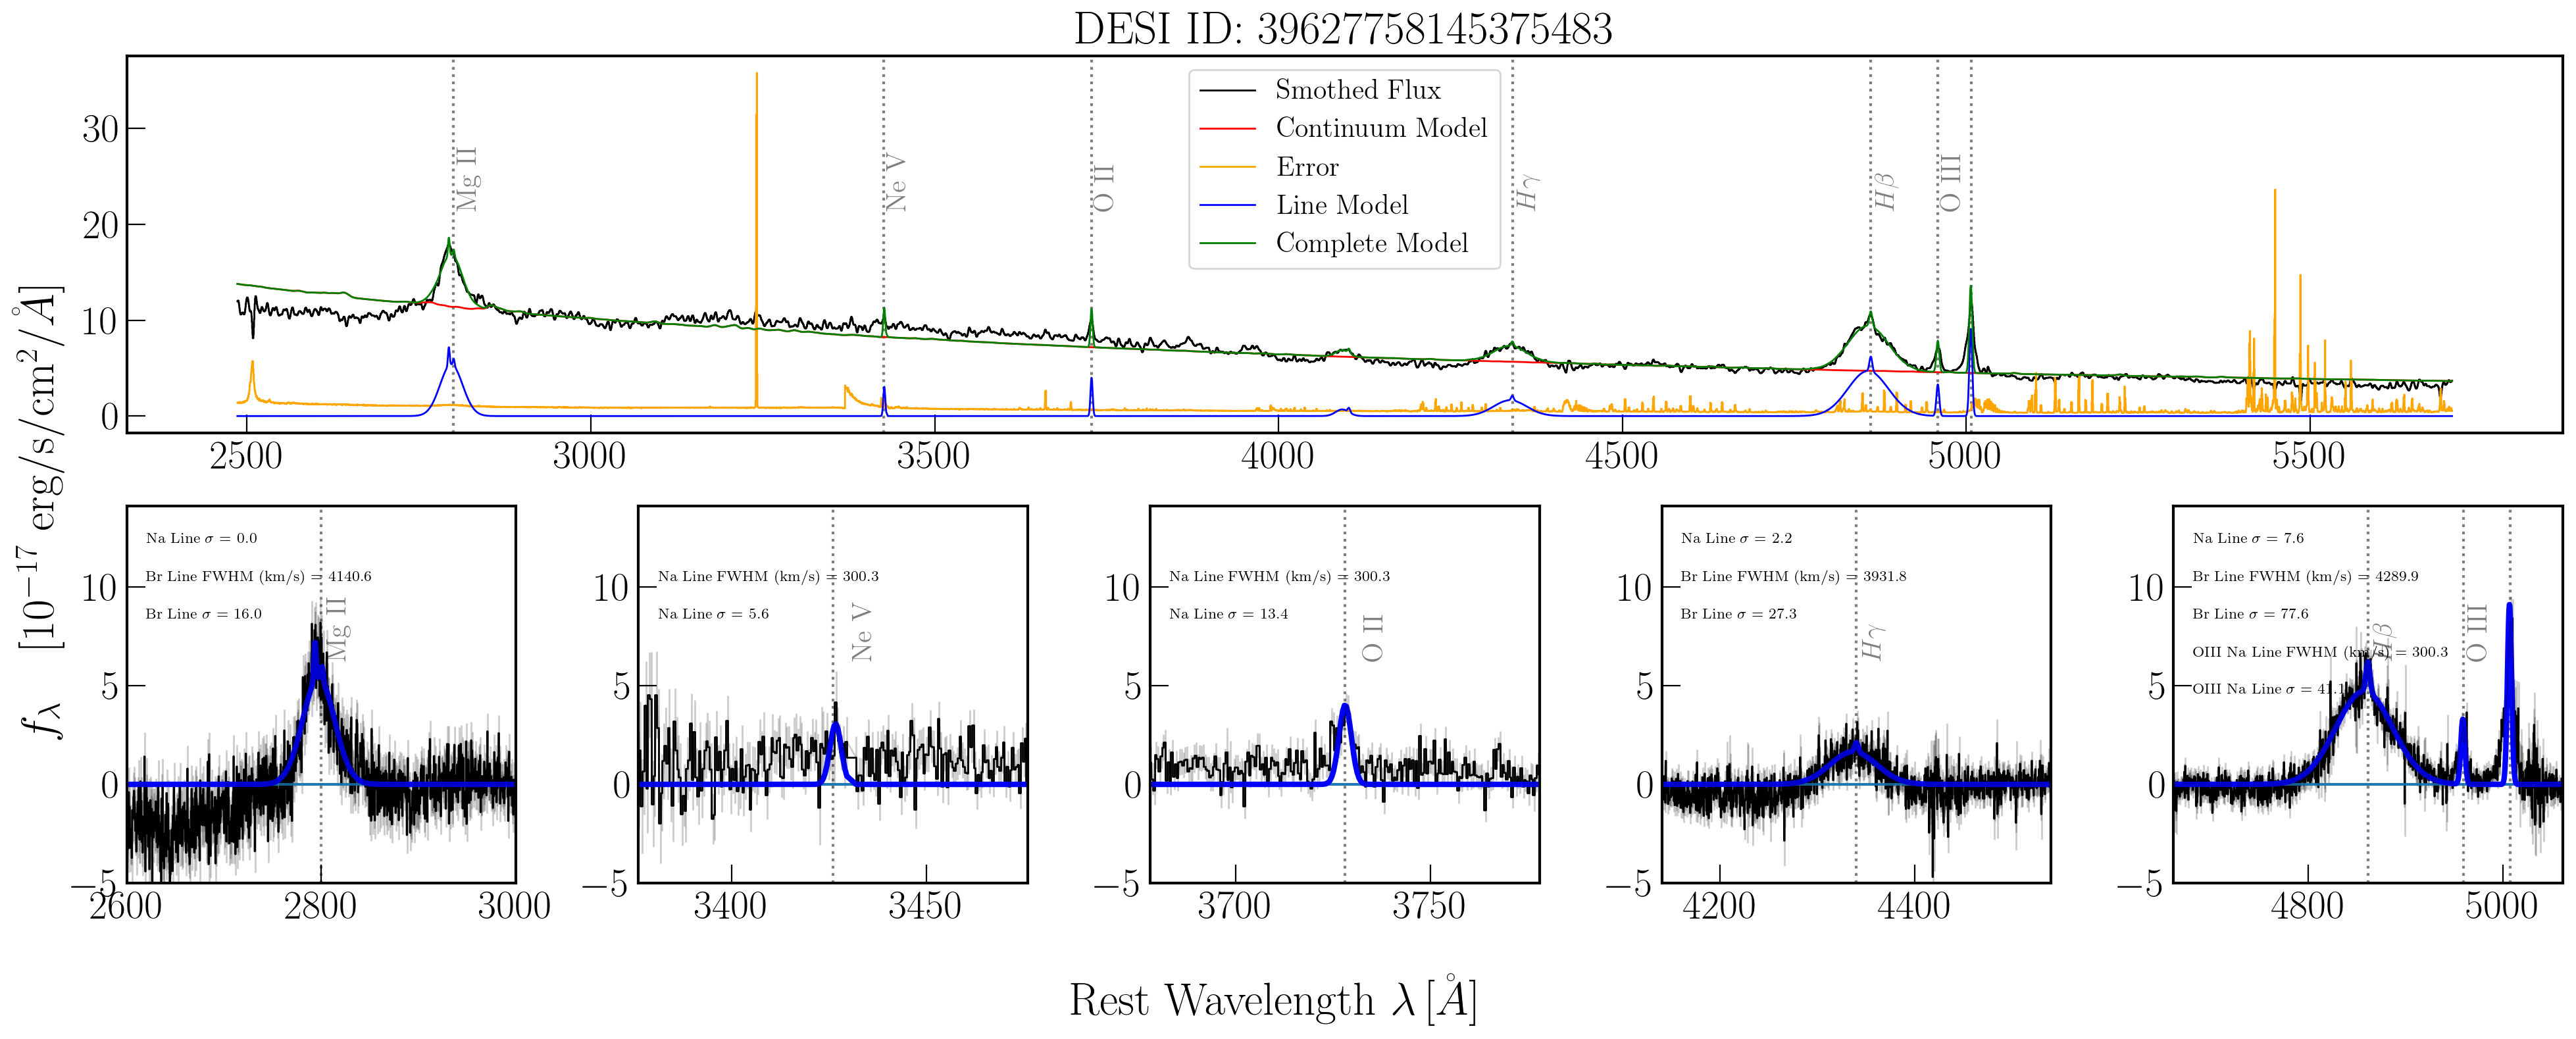 DESI ID: 39627758145375483
Smothed Flux
Continuum Model
Error
Line Model
Complete Model
Mg II
Ne V
O II
Hγ
Hβ
O III
30
20
10
0
2500 3000 3500 4000 4500 5000 5500
fλ [10−17 erg/s/cm2/Å]
Na Line σ = 0.0
Br Line FWHM (km/s) = 4140.6
Br Line σ = 16.0
Mg II
10
5
0
−5
2600 2800 3000
Na Line FWHM (km/s) = 300.3
Na Line σ = 5.6
Ne V
10
5
0
−5
3400 3450
Na Line FWHM (km/s) = 300.3
Na Line σ = 13.4
O II
10
5
0
−5
3700 3750
Na Line σ = 2.2
Br Line FWHM (km/s) = 3931.8
Br Line σ = 27.3
Hγ
10
5
0
−5
4200 4400
Na Line σ = 7.6
Br Line FWHM (km/s) = 4289.9
Br Line σ = 77.6
OIII Na Line FWHM (km/s) = 300.3
OIII Na Line σ = 41.1
Hβ
O III
10
5
0
−5
4800 5000
Rest Wavelength λ [Å]